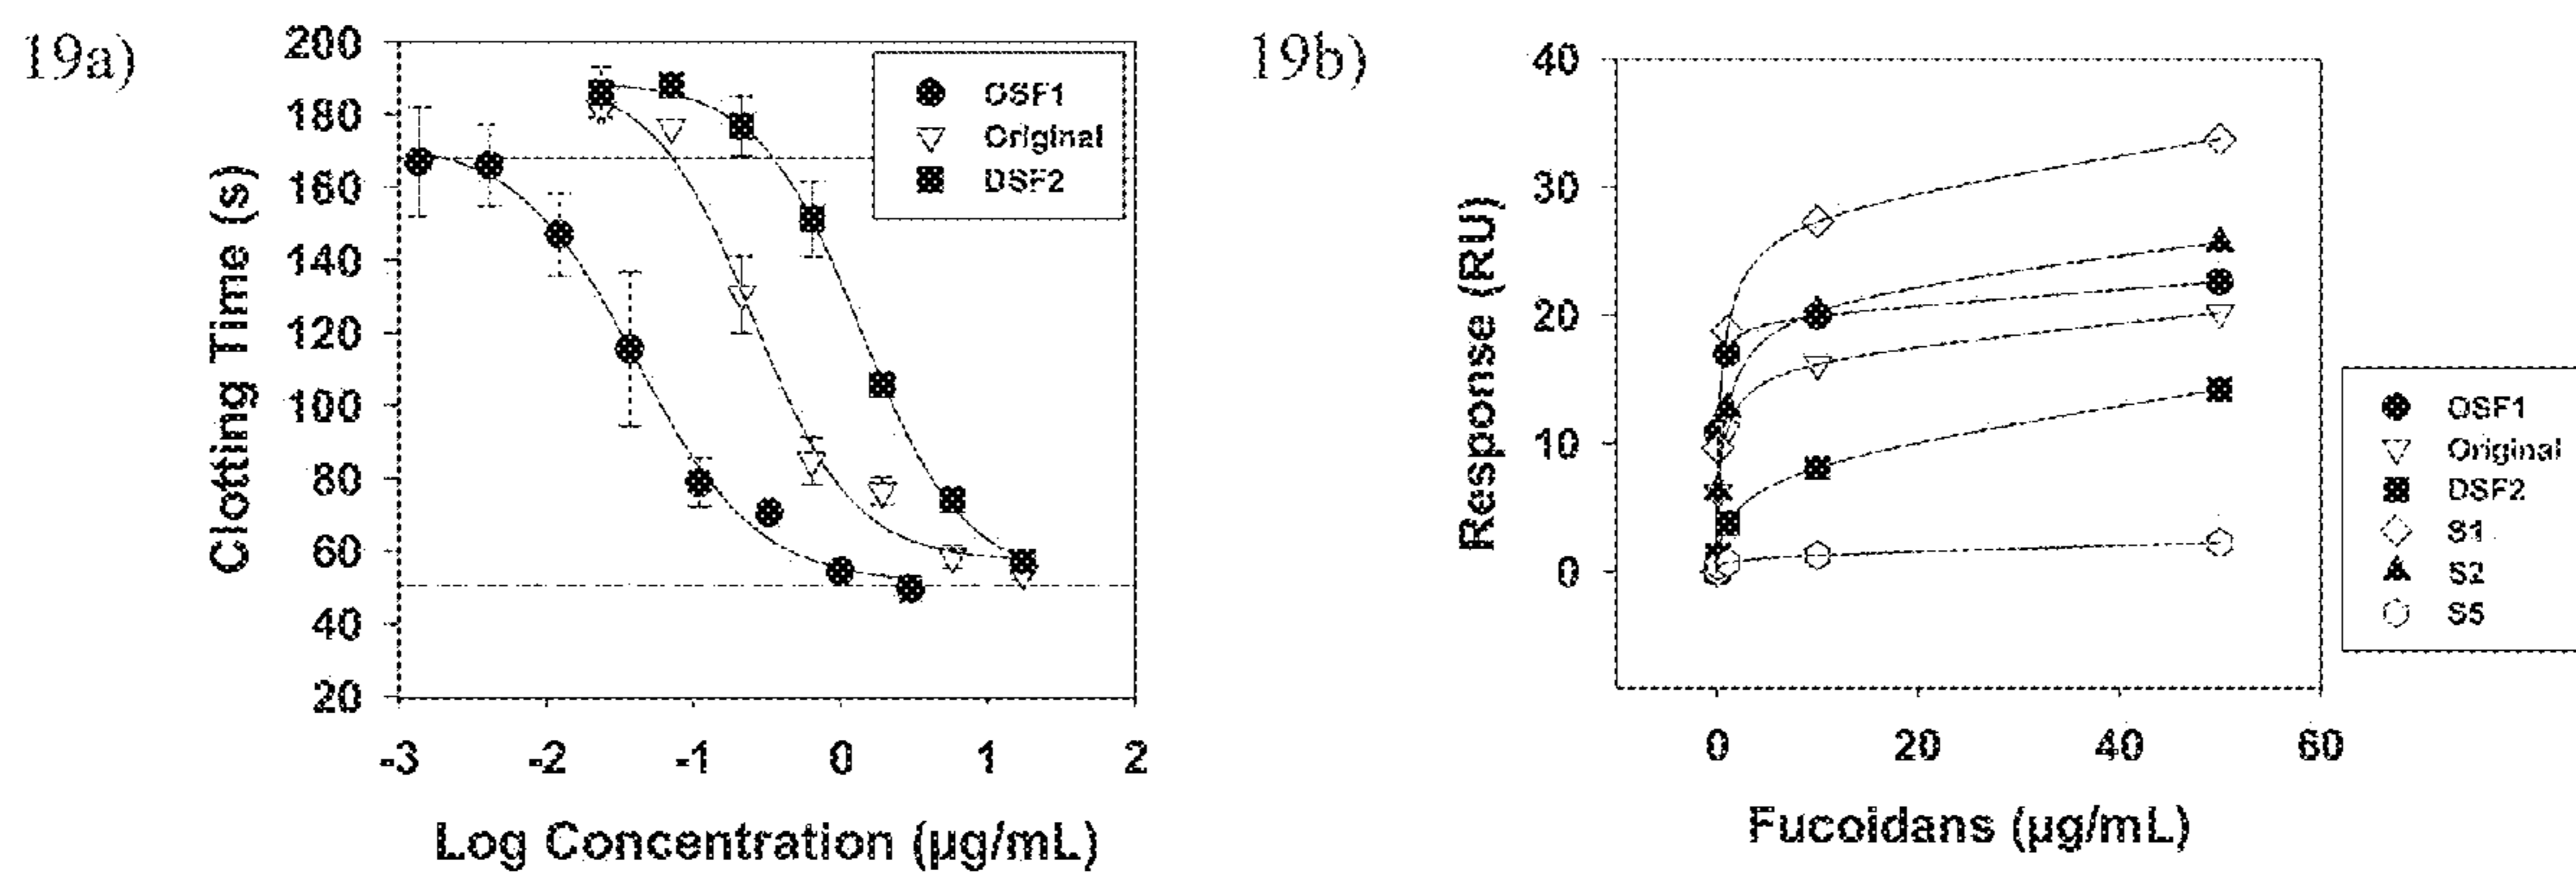 19a)
200
180
160
140
120
100
80
60
40
20
Clotting Time (s)
OSF1
Original
DSF2
-3 -2 -1 0 1 2
Log Concentration (µg/mL)
19b)
40
30
20
10
0
Response (RU)
OSF1
Original
DSF2
S1
S2
S5
0 20 40 60
Fucoidans (µg/mL)